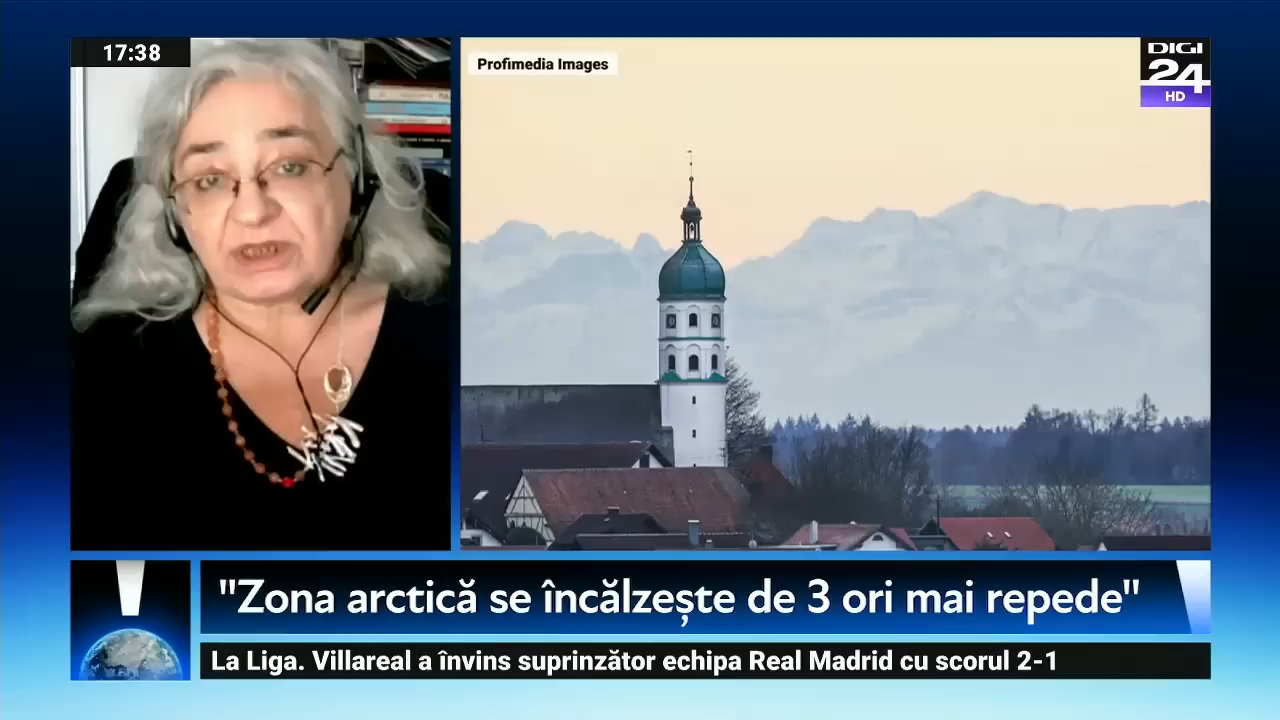 17:38
Profimedia Images
DIGI
24
HD
"Zona arctică se încălzește de 3 ori mai repede"
La Liga. Villareal a învins suprinzător echipa Real Madrid cu scorul 2-1